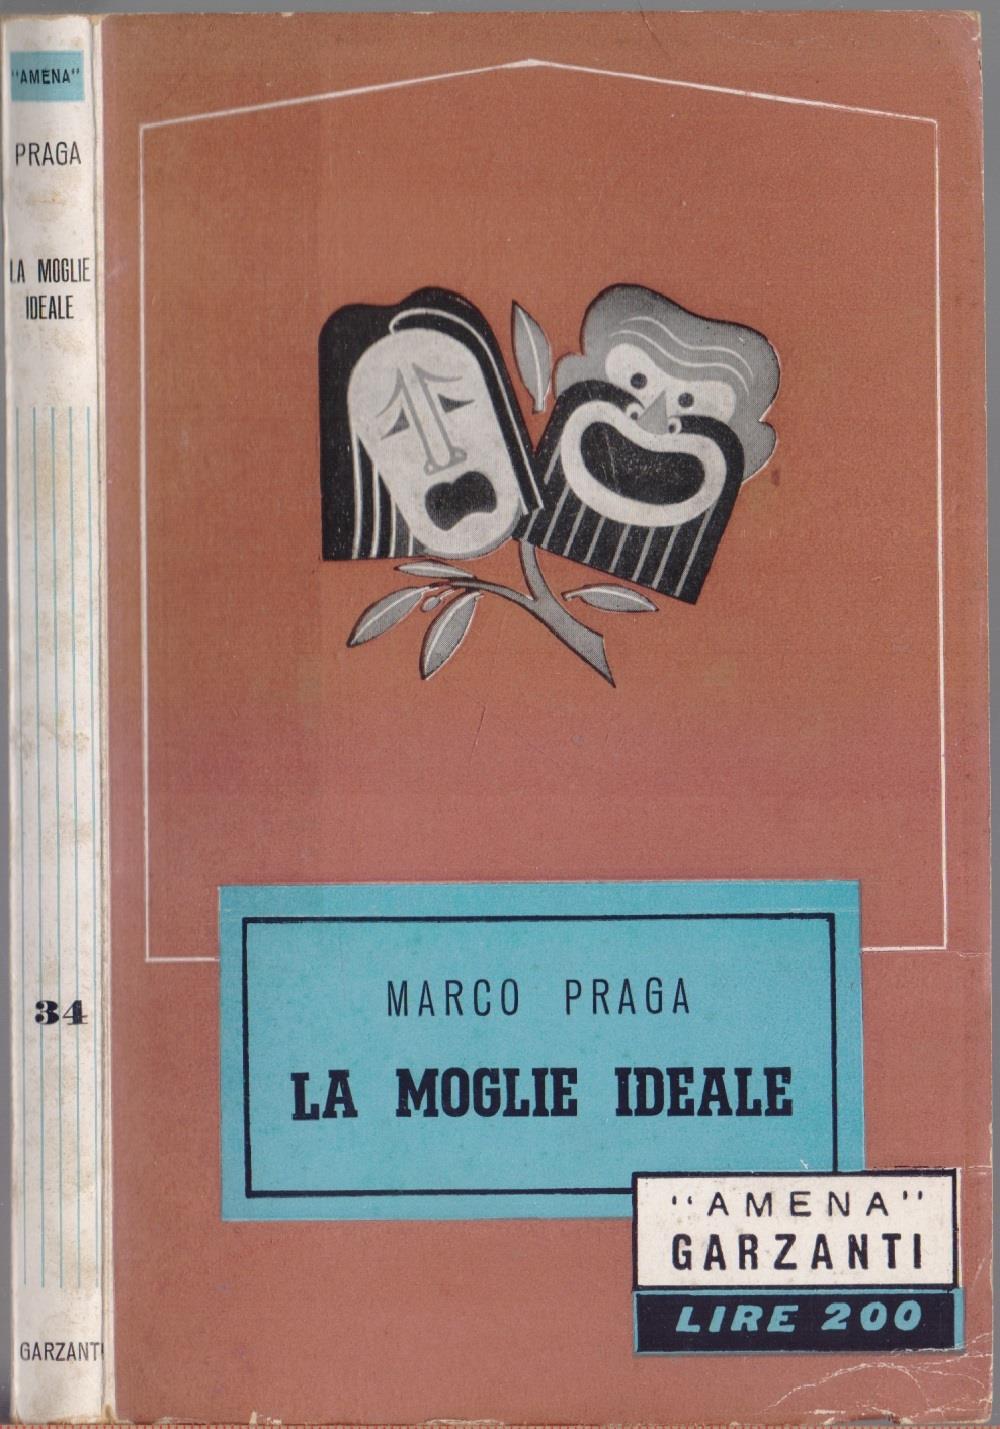 "AMENA"
PRAGA
LA MOGLIE
IDEALE
34
GARZANTI
MARCO PRAGA
LA MOGLIE IDEALE
"AMENA"
GARZANTI
LIRE 200